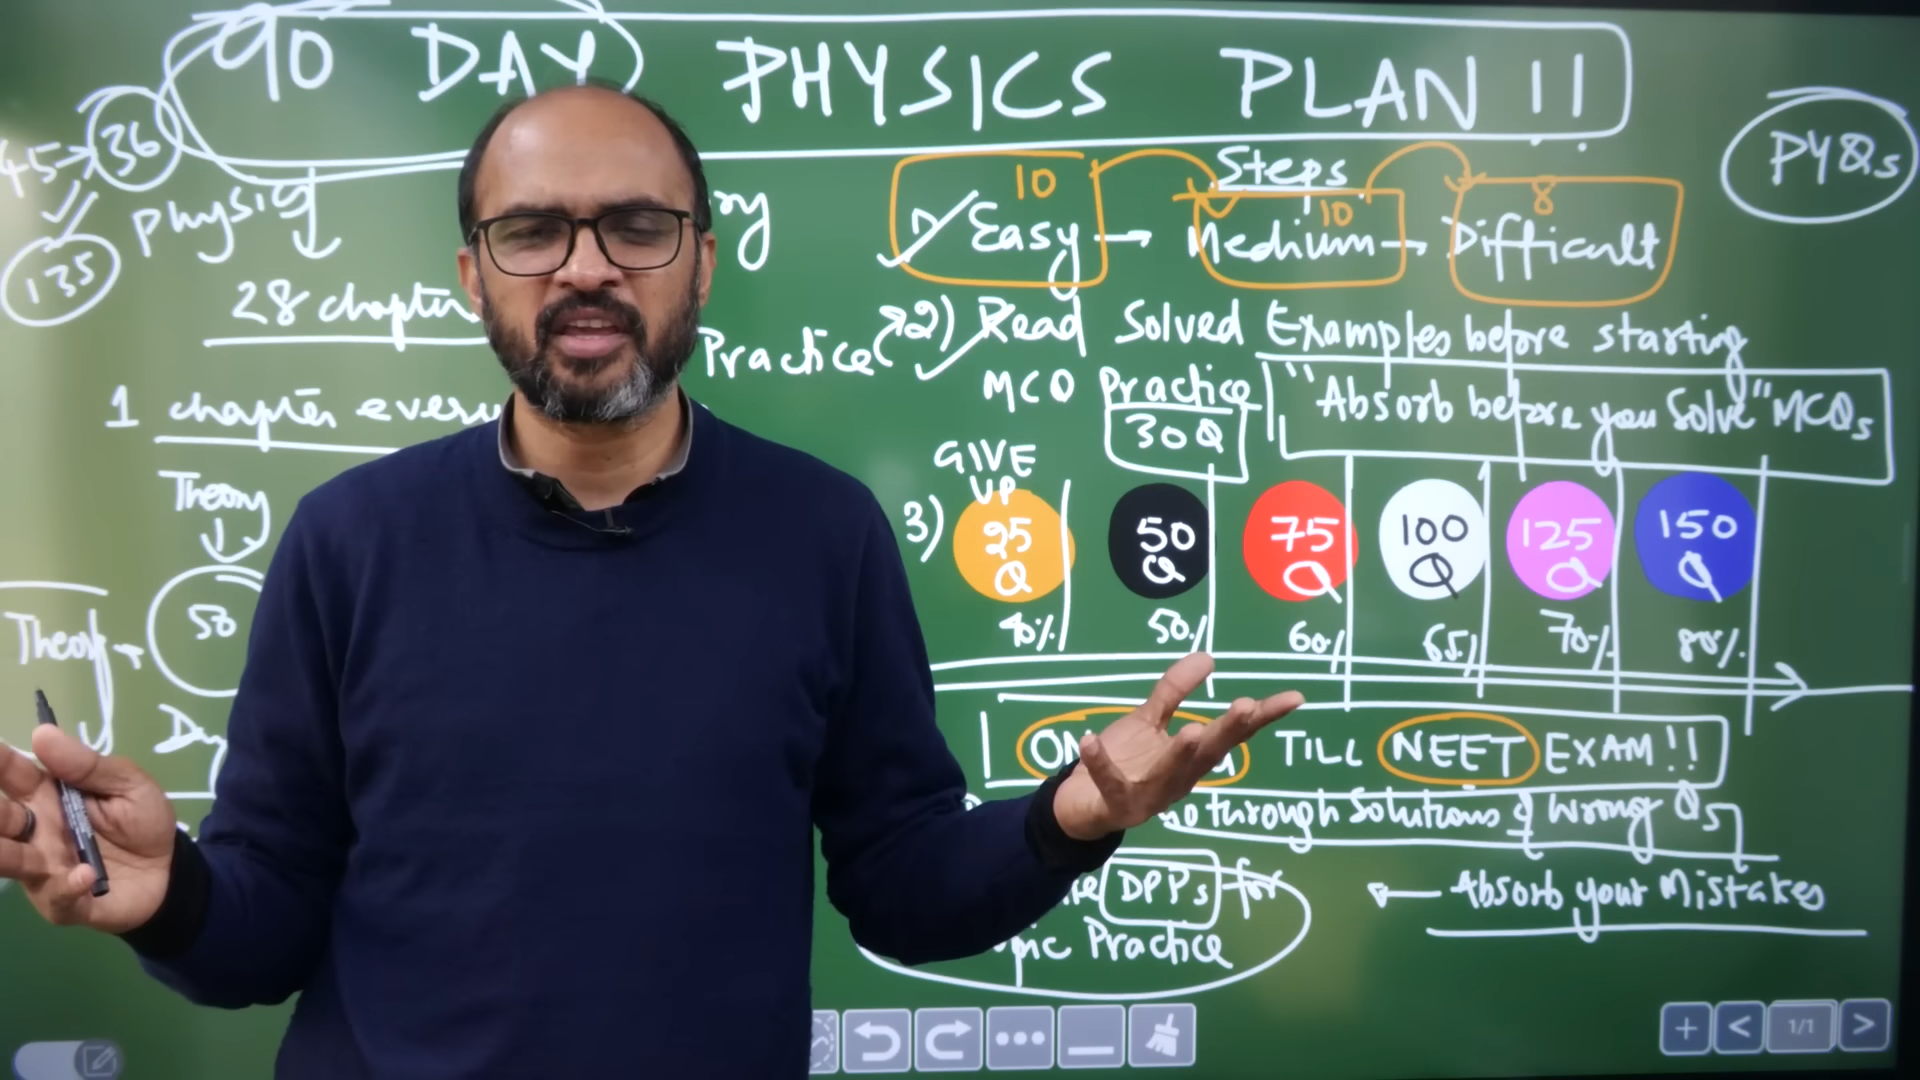 90 DAY PHYSICS PLAN !!
45 → 36
135
Physics
28 chapter
1 chapter every
Theory
50
Theory
Practice
PYQs
Steps
1) Easy 10 → Medium 10 → Difficult 8
2) Read Solved Examples before starting
MCQ Practice
30Q
"Absorb before you Solve" MCQs
GIVE UP
3) 25 Q 50 Q 75 Q 100 Q 125 Q 150 Q
40% 50% 60% 65% 70% 80%
TILL NEET EXAM!!
go through Solutions of Wrong Qs
DPPs for
Practice
← Absorb your Mistakes
1/1